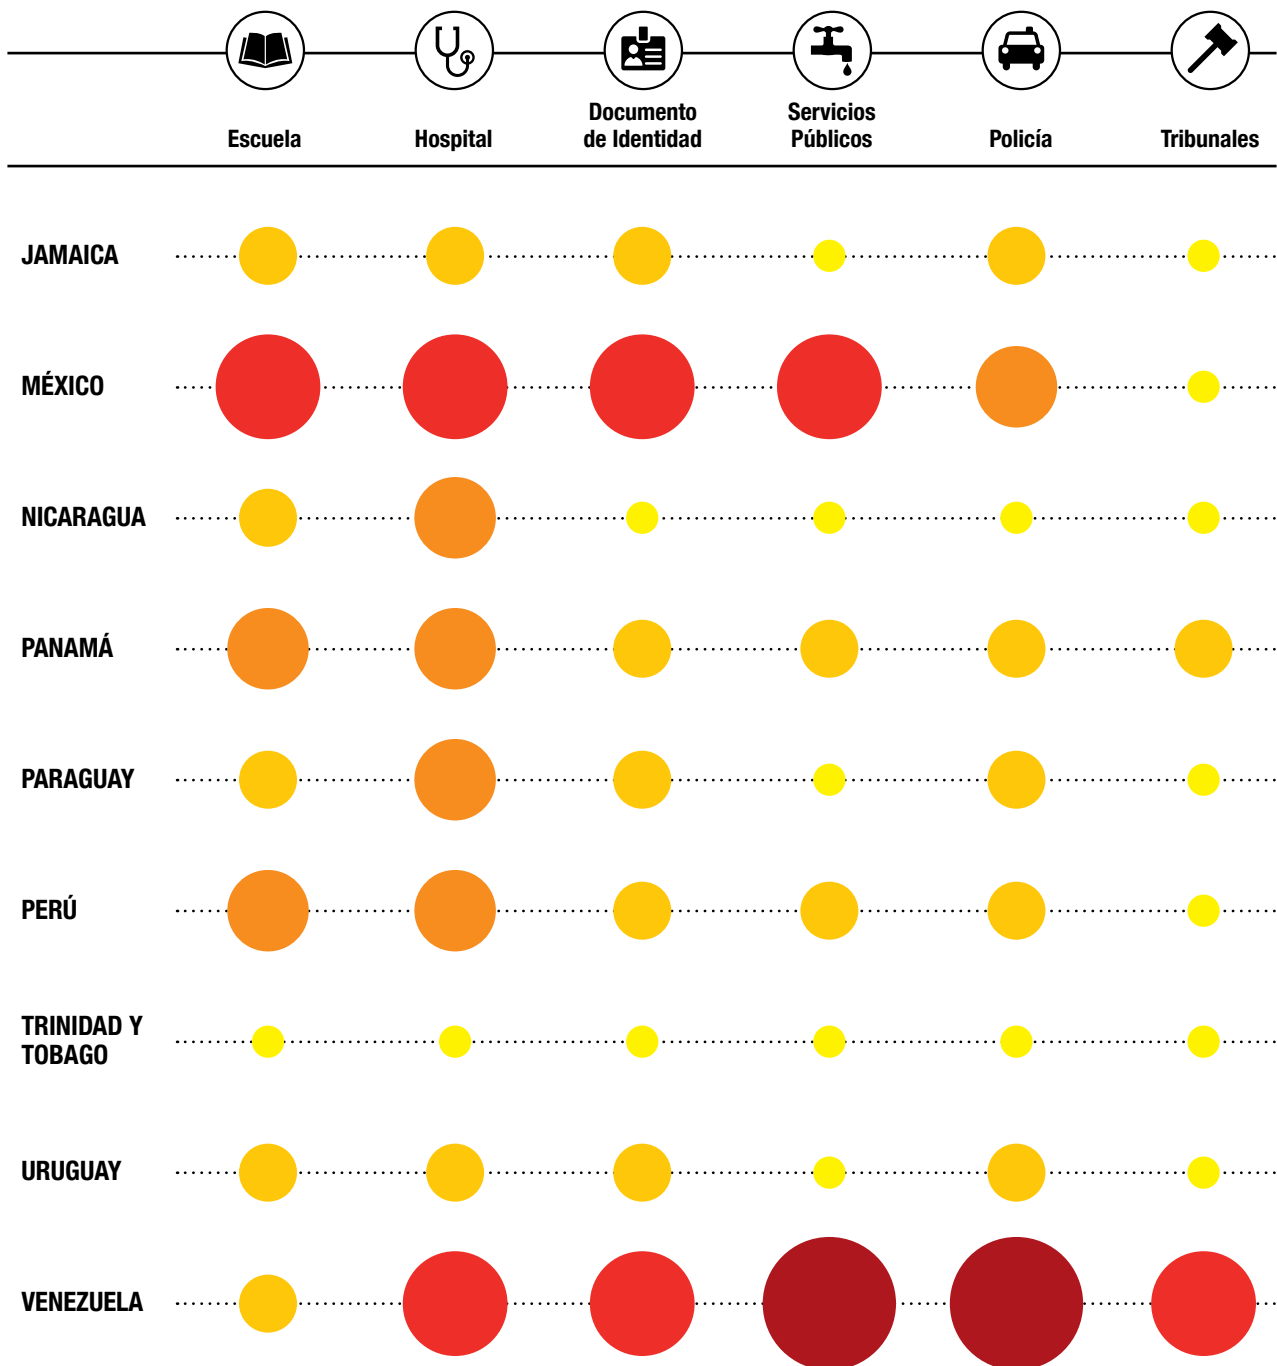 Escuela
Hospital
Documento
de Identidad
Servicios
Públicos
Policía
Tribunales
JAMAICA
MÉXICO
NICARAGUA
PANAMÁ
PARAGUAY
PERÚ
TRINIDAD Y
TOBAGO
URUGUAY
VENEZUELA